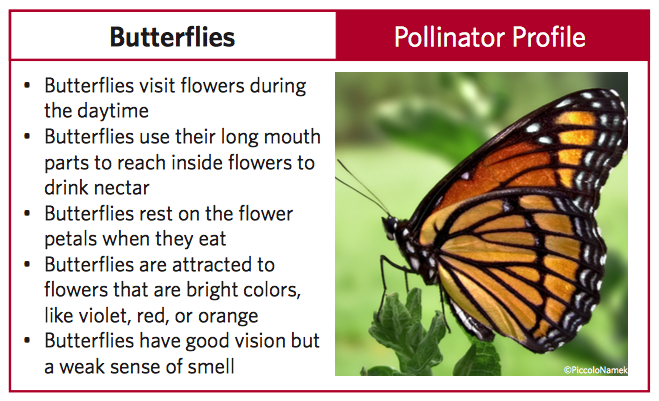 Butterflies
Pollinator Profile
• Butterflies visit flowers during
the daytime
• Butterflies use their long mouth
parts to reach inside flowers to
drink nectar
• Butterflies rest on the flower
petals when they eat
• Butterflies are attracted to
flowers that are bright colors,
like violet, red, or orange
• Butterflies have good vision but
a weak sense of smell
©PiccoloNamek